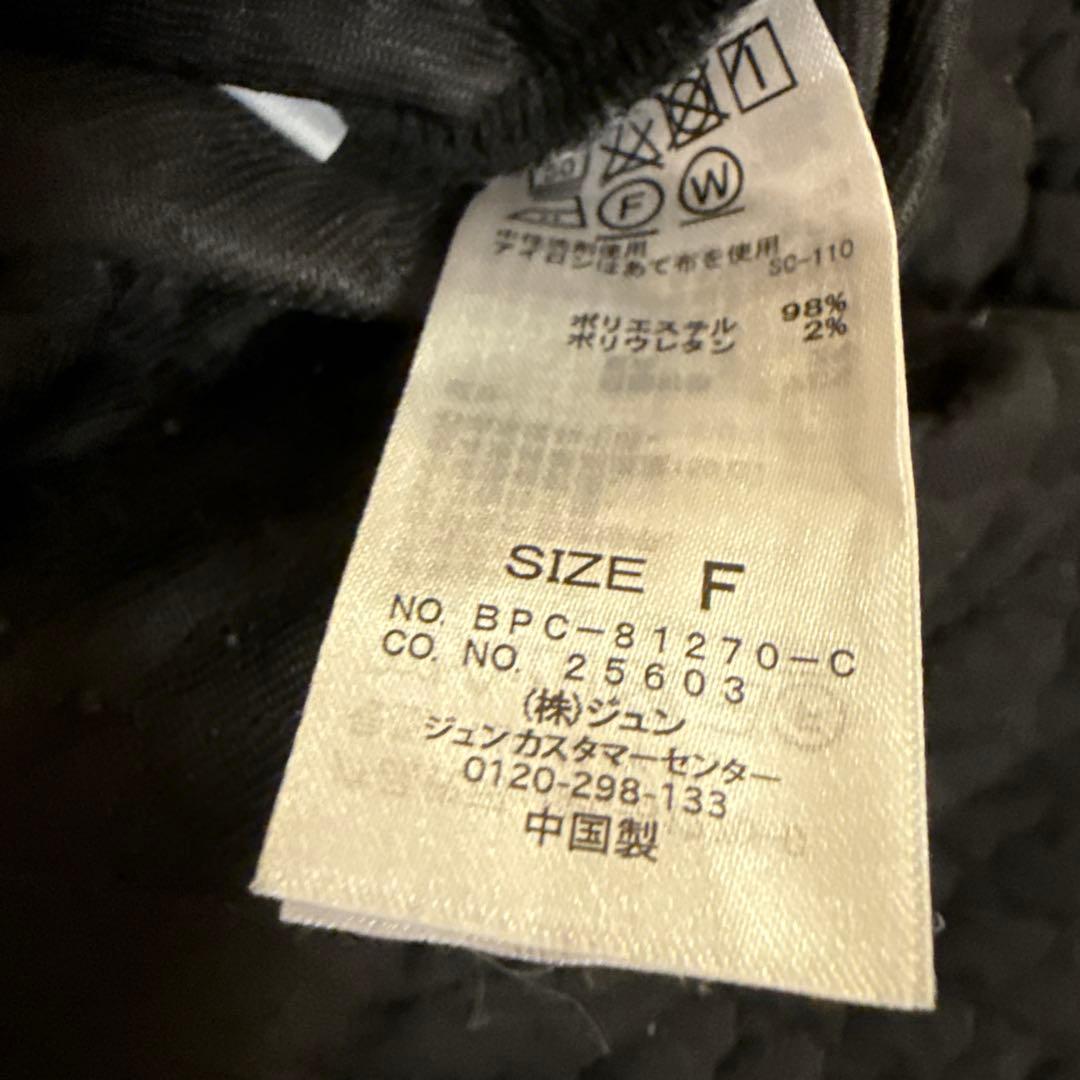 F W
中性洗剤使用
アイロンはあて布を使用
SC-110
ポリエステル 98%
ポリウレタン 2%
SIZE F
NO. BPC-81270-C
CO. NO. 25603
(株)ジュン
ジュンカスタマーセンター
0120-298-133
中国製